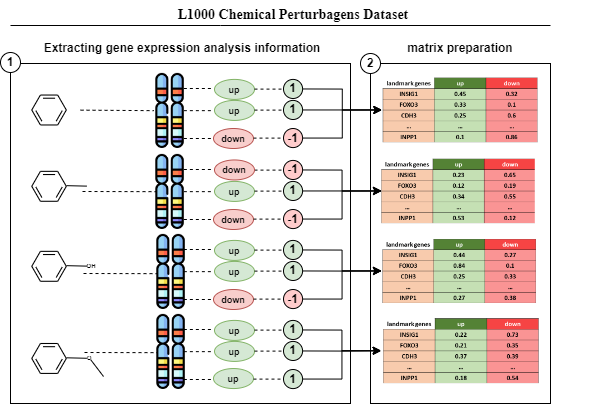 L1000 Chemical Perturbagens Dataset
Extracting gene expression analysis information
matrix preparation
1
2
up 1
up 1
down -1
landmark genes up down
INSIG1 0.45 0.32
FOXO3 0.33 0.1
CDH3 0.25 0.6
... ... ...
INPP1 0.1 0.86
down -1
up 1
down -1
landmark genes up down
INSIG1 0.23 0.65
FOXO3 0.12 0.19
CDH3 0.34 0.55
... ... ...
INPP1 0.53 0.12
OH
up 1
up 1
down -1
landmark genes up down
INSIG1 0.44 0.27
FOXO3 0.84 0.1
CDH3 0.25 0.33
... ... ...
INPP1 0.27 0.38
O
up 1
up 1
up 1
landmark genes up down
INSIG1 0.22 0.73
FOXO3 0.21 0.35
CDH3 0.37 0.39
... ... ...
INPP1 0.18 0.54